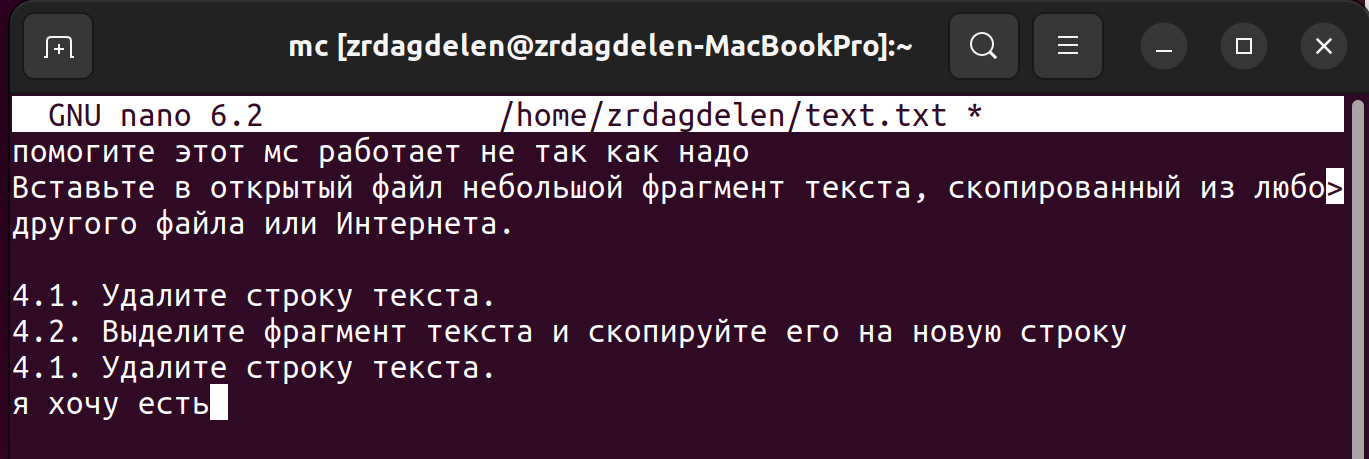 mc [zrdagdelen@zrdagdelen-MacBookPro]:~
GNU nano 6.2 /home/zrdagdelen/text.txt *
помогите этот мс работает не так как надо
Вставьте в открытый файл небольшой фрагмент текста, скопированный из любо>
другого файла или Интернета.
4.1. Удалите строку текста.
4.2. Выделите фрагмент текста и скопируйте его на новую строку
4.1. Удалите строку текста.
я хочу есть